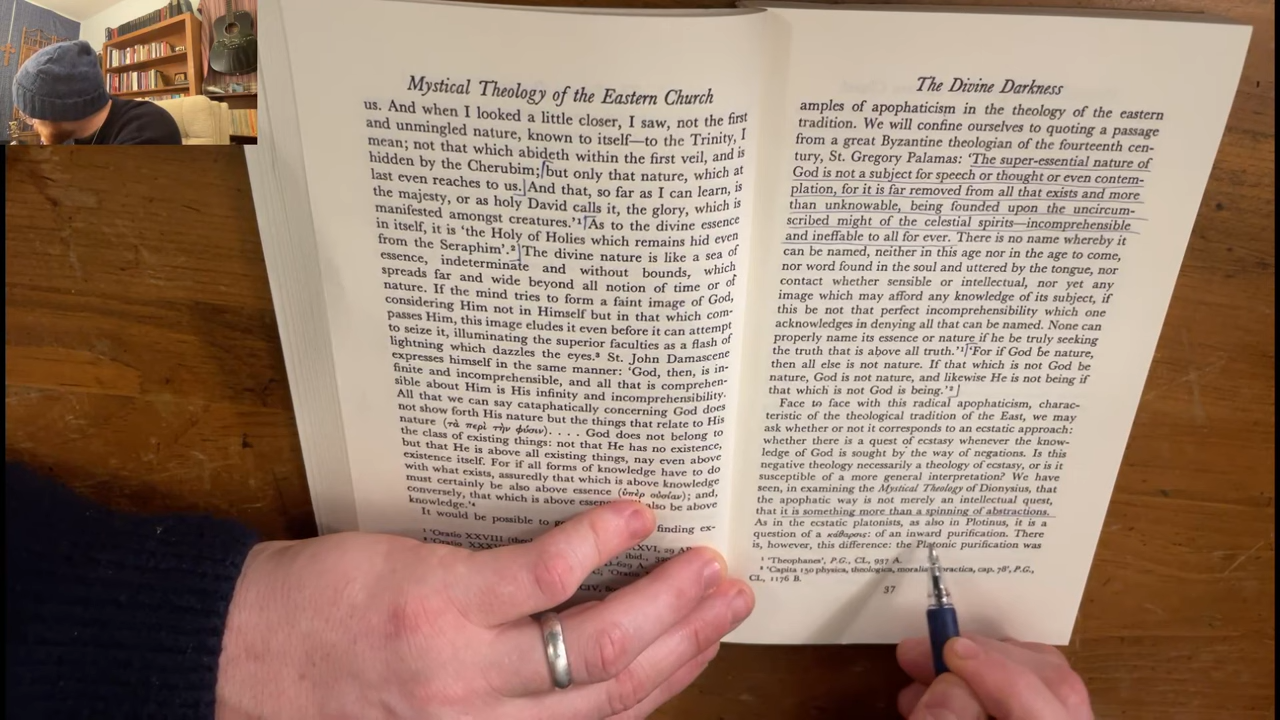 Mystical Theology of the Eastern Church
us. And when I looked a little closer, I saw, not the first
and unmingled nature, known to itself—to the Trinity, I
mean; not that which abideth within the first veil, and is
hidden by the Cherubim; but only that nature, which at
last even reaches to us. And that, so far as I can learn, is
the majesty, or as holy David calls it, the glory, which is
manifested amongst creatures.'¹ As to the divine essence
in itself, it is 'the Holy of Holies which remains hid even
from the Seraphim'.² The divine nature is like a sea of
essence, indeterminate and without bounds, which
spreads far and wide beyond all notion of time or of
nature. If the mind tries to form a faint image of God,
considering Him not in Himself but in that which com-
passes Him, this image eludes it even before it can attempt
to seize it, illuminating the superior faculties as a flash of
lightning which dazzles the eyes.³ St. John Damascene
expresses himself in the same manner: 'God, then, is in-
finite and incomprehensible, and all that is comprehen-
sible about Him is His infinity and incomprehensibility.
All that we can say cataphatically concerning God does
not show forth His nature but the things that relate to His
nature (τὰ περὶ τὴν φύσιν). . . . God does not belong to
the class of existing things: not that He has no existence,
but that He is above all existing things, nay even above
existence itself. For if all forms of knowledge have to do
with what exists, assuredly that which is above knowledge
must certainly be also above essence (ὑπὲρ οὐσίαν); and,
conversely, that which is above essence also be above
knowledge.'⁴
It would be possible to finding ex-
¹ 'Oratio XXVIII
The Divine Darkness
amples of apophaticism in the theology of the eastern
tradition. We will confine ourselves to quoting a passage
from a great Byzantine theologian of the fourteenth cen-
tury, St. Gregory Palamas: 'The super-essential nature of
God is not a subject for speech or thought or even contem-
plation, for it is far removed from all that exists and more
than unknowable, being founded upon the uncircum-
scribed might of the celestial spirits—incomprehensible
and ineffable to all for ever. There is no name whereby it
can be named, neither in this age nor in the age to come,
nor word found in the soul and uttered by the tongue, nor
contact whether sensible or intellectual, nor yet any
image which may afford any knowledge of its subject, if
this be not that perfect incomprehensibility which one
acknowledges in denying all that can be named. None can
properly name its essence or nature if he be truly seeking
the truth that is above all truth.'¹ 'For if God be nature,
then all else is not nature. If that which is not God be
nature, God is not nature, and likewise He is not being if
that which is not God is being.'²
Face to face with this radical apophaticism, charac-
teristic of the theological tradition of the East, we may
ask whether or not it corresponds to an ecstatic approach:
whether there is a quest of ecstasy whenever the know-
ledge of God is sought by the way of negations. Is this
negative theology necessarily a theology of ecstasy, or is it
susceptible of a more general interpretation? We have
seen, in examining the Mystical Theology of Dionysius, that
the apophatic way is not merely an intellectual quest,
that it is something more than a spinning of abstractions.
As in the ecstatic platonists, as also in Plotinus, it is a
question of a κάθαρσις: of an inward purification. There
is, however, this difference: the Platonic purification was
¹ 'Theophanes', P.G., CL, 937 A.
² 'Capita 150 physica, theologica, moralia practica, cap. 78', P.G.,
CL, 1176 B.
37